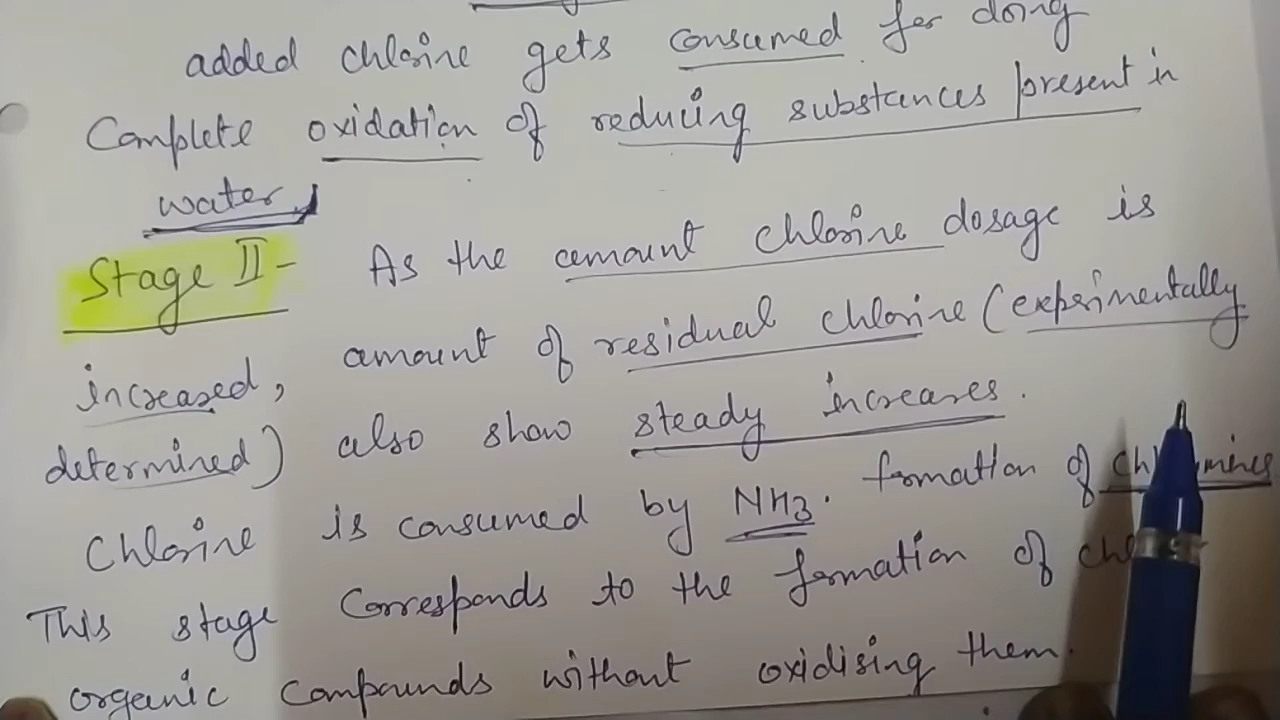 added chlorine gets consumed for doing
Complete oxidation of reducing substances present in
water,
Stage II - As the amount chlorine dosage is
increased, amount of residual chlorine (exprimentally
determined) also show steady increases.
Chlorine is consumed by NH3. formation of
This stage Corresponds to the formation of
organic compounds without oxidising them.